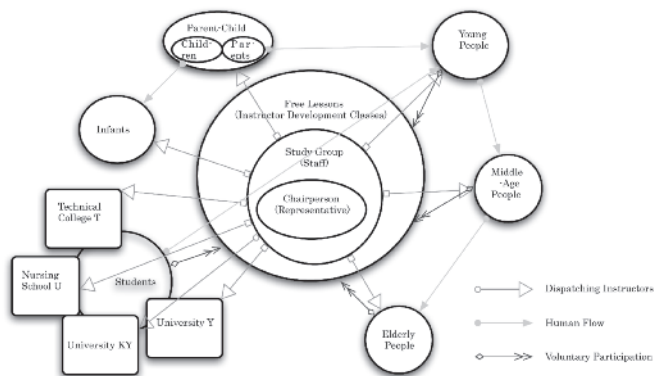 Parent-Child
Child-
ren
Par-
ents
Young
People
Free Lessons
(Instructor Development Classes)
Infants
Study Group
(Staff)
Chairperson
(Representative)
Middle
-Age
People
Technical
College T
Nursing
School U
Students
University Y
University KY
Elderly
People
Dispatching Instructors
Human Flow
Voluntary Participation